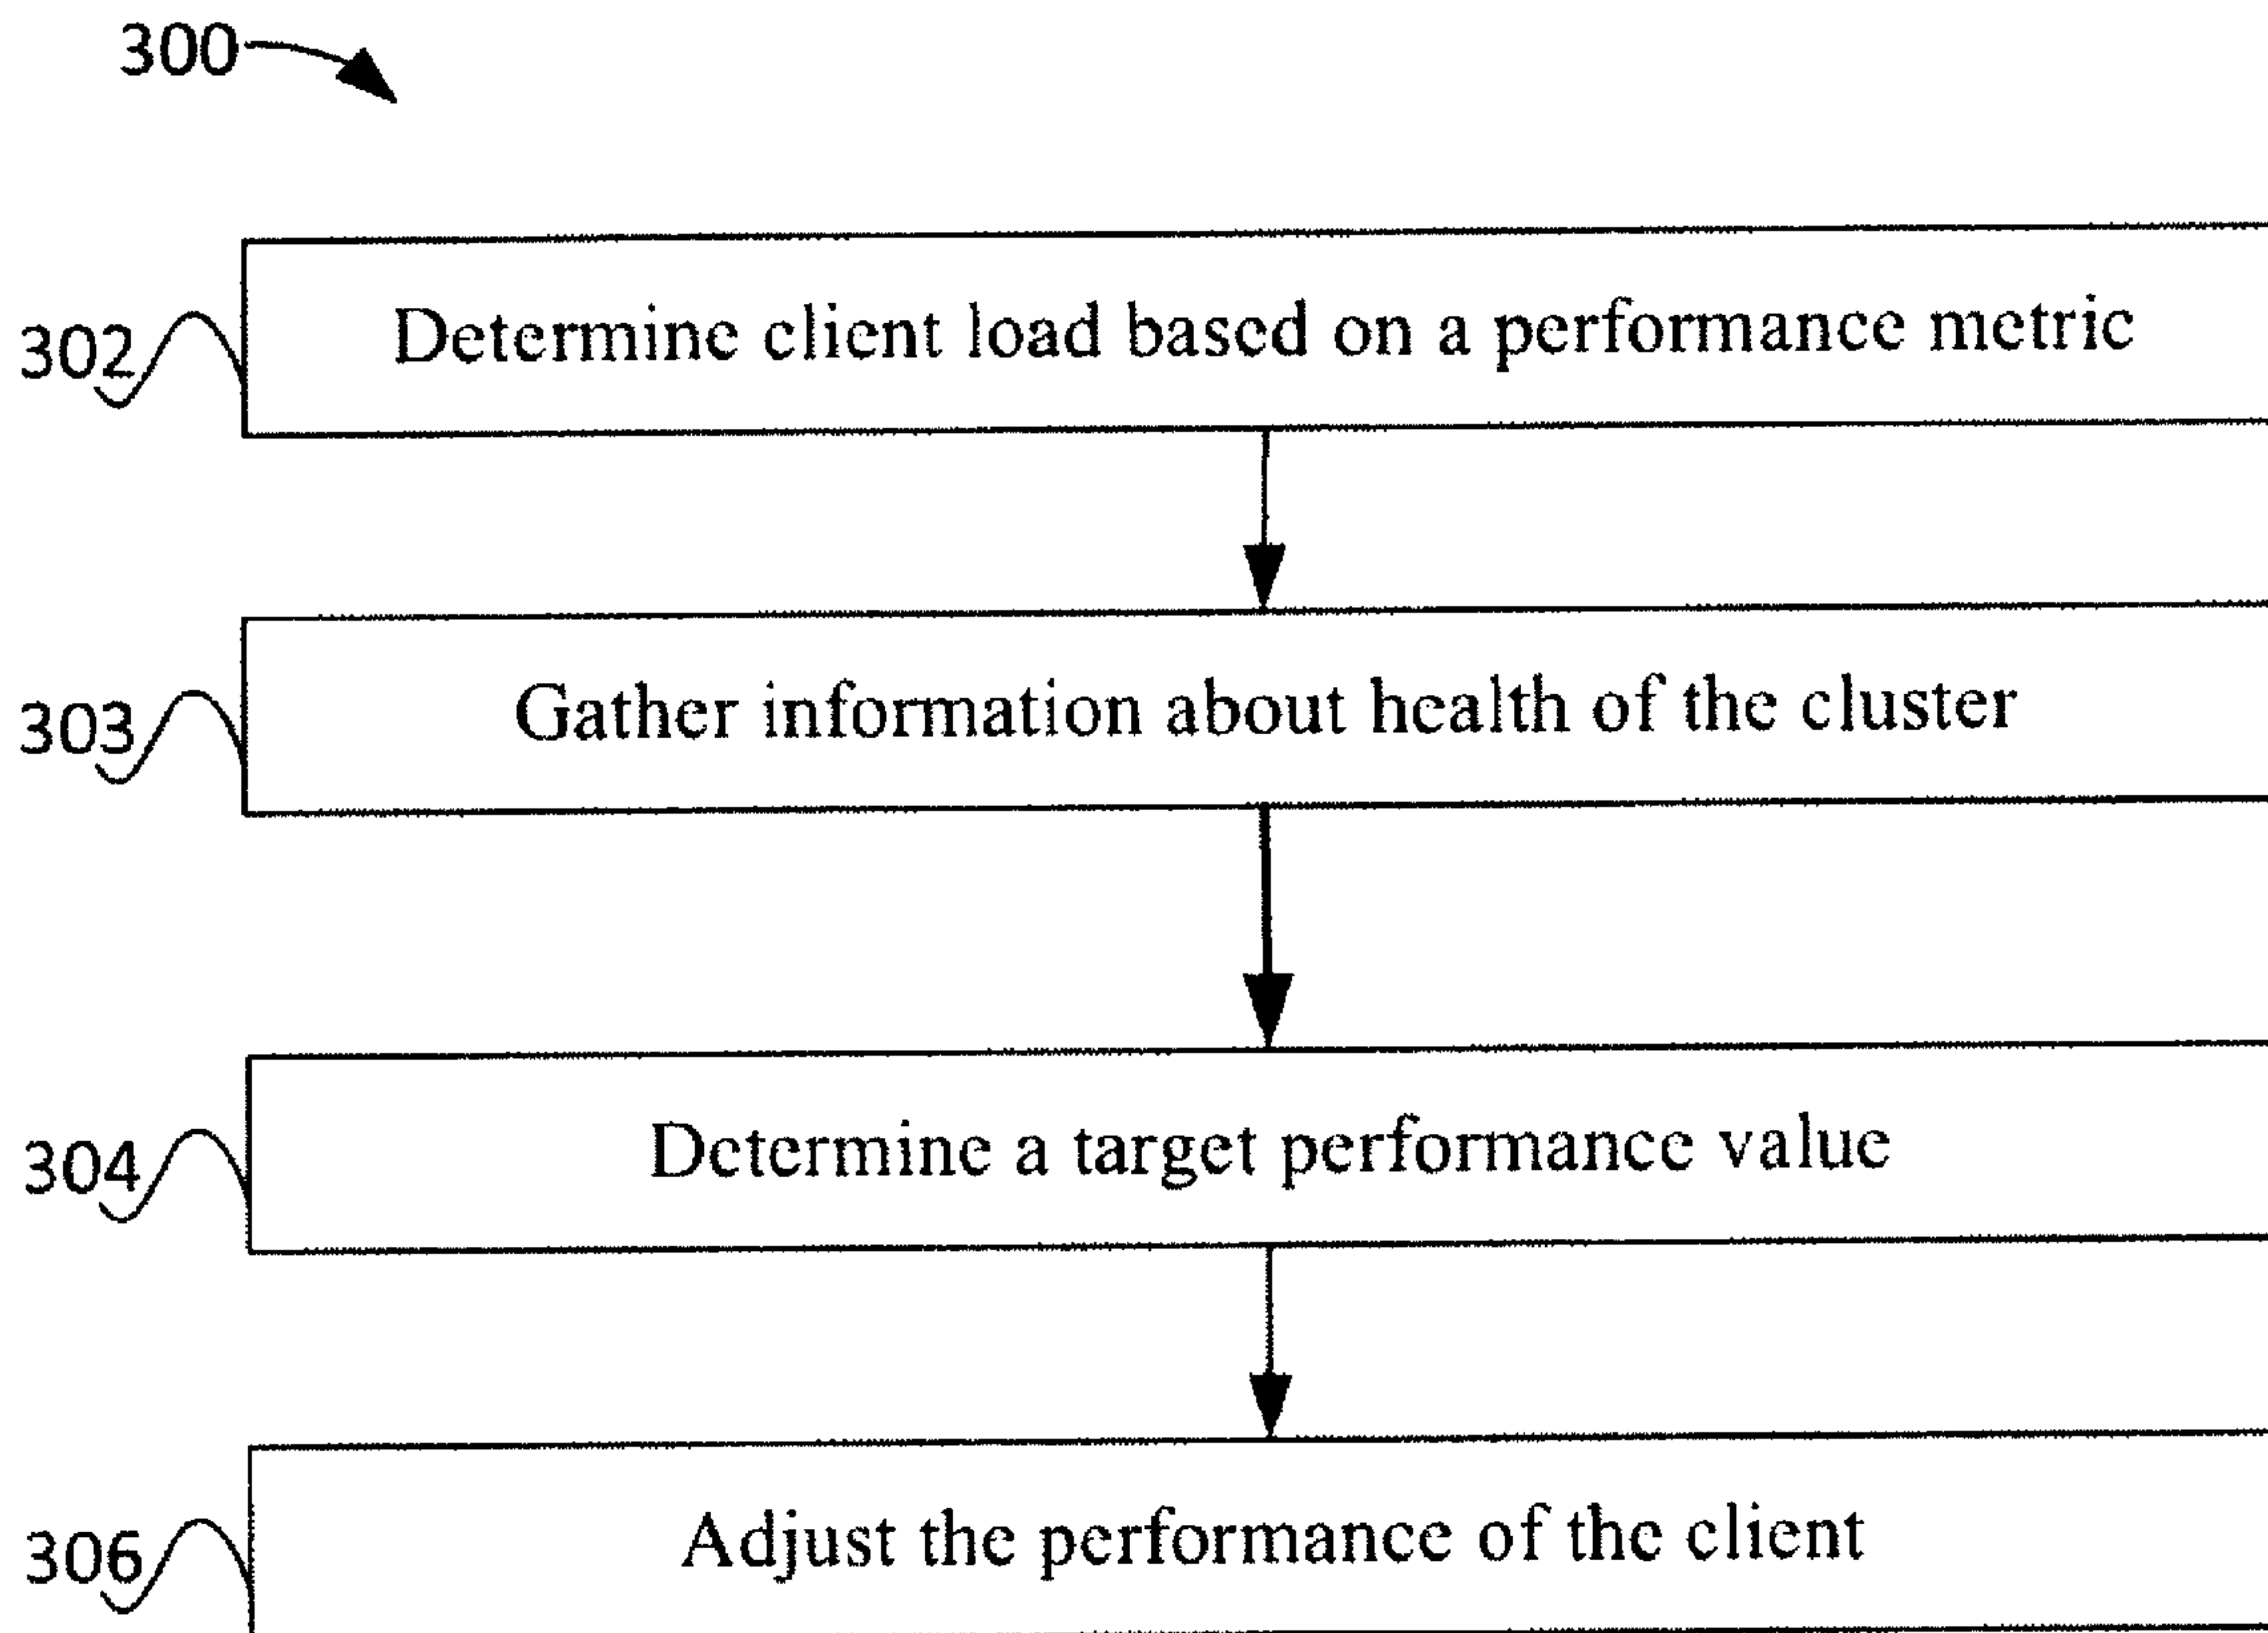 300
302 Determine client load based on a performance metric
303 Gather information about health of the cluster
304 Determine a target performance value
306 Adjust the performance of the client